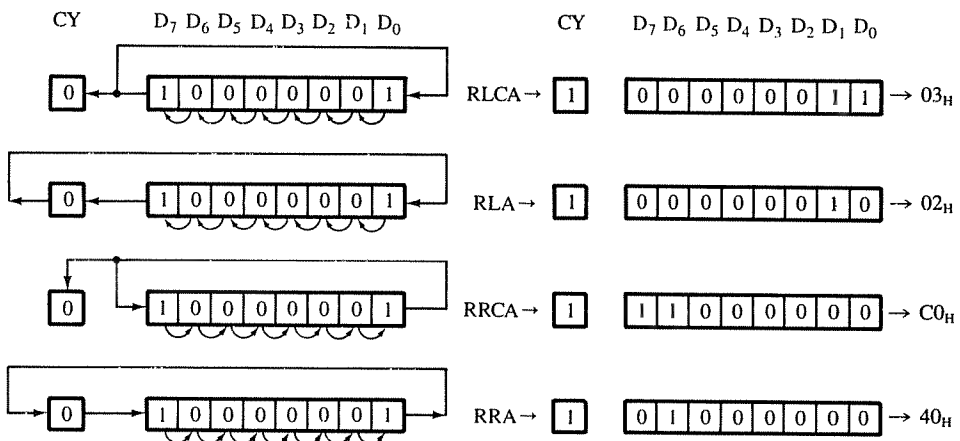 CY D₇ D₆ D₅ D₄ D₃ D₂ D₁ D₀ CY D₇ D₆ D₅ D₄ D₃ D₂ D₁ D₀
0 1 0 0 0 0 0 0 1 RLCA→ 1 0 0 0 0 0 0 1 1 → 03H
0 1 0 0 0 0 0 0 1 RLA→ 1 0 0 0 0 0 0 1 0 → 02H
0 1 0 0 0 0 0 0 1 RRCA→ 1 1 1 0 0 0 0 0 0 → C0H
0 1 0 0 0 0 0 0 1 RRA→ 1 0 1 0 0 0 0 0 0 → 40H